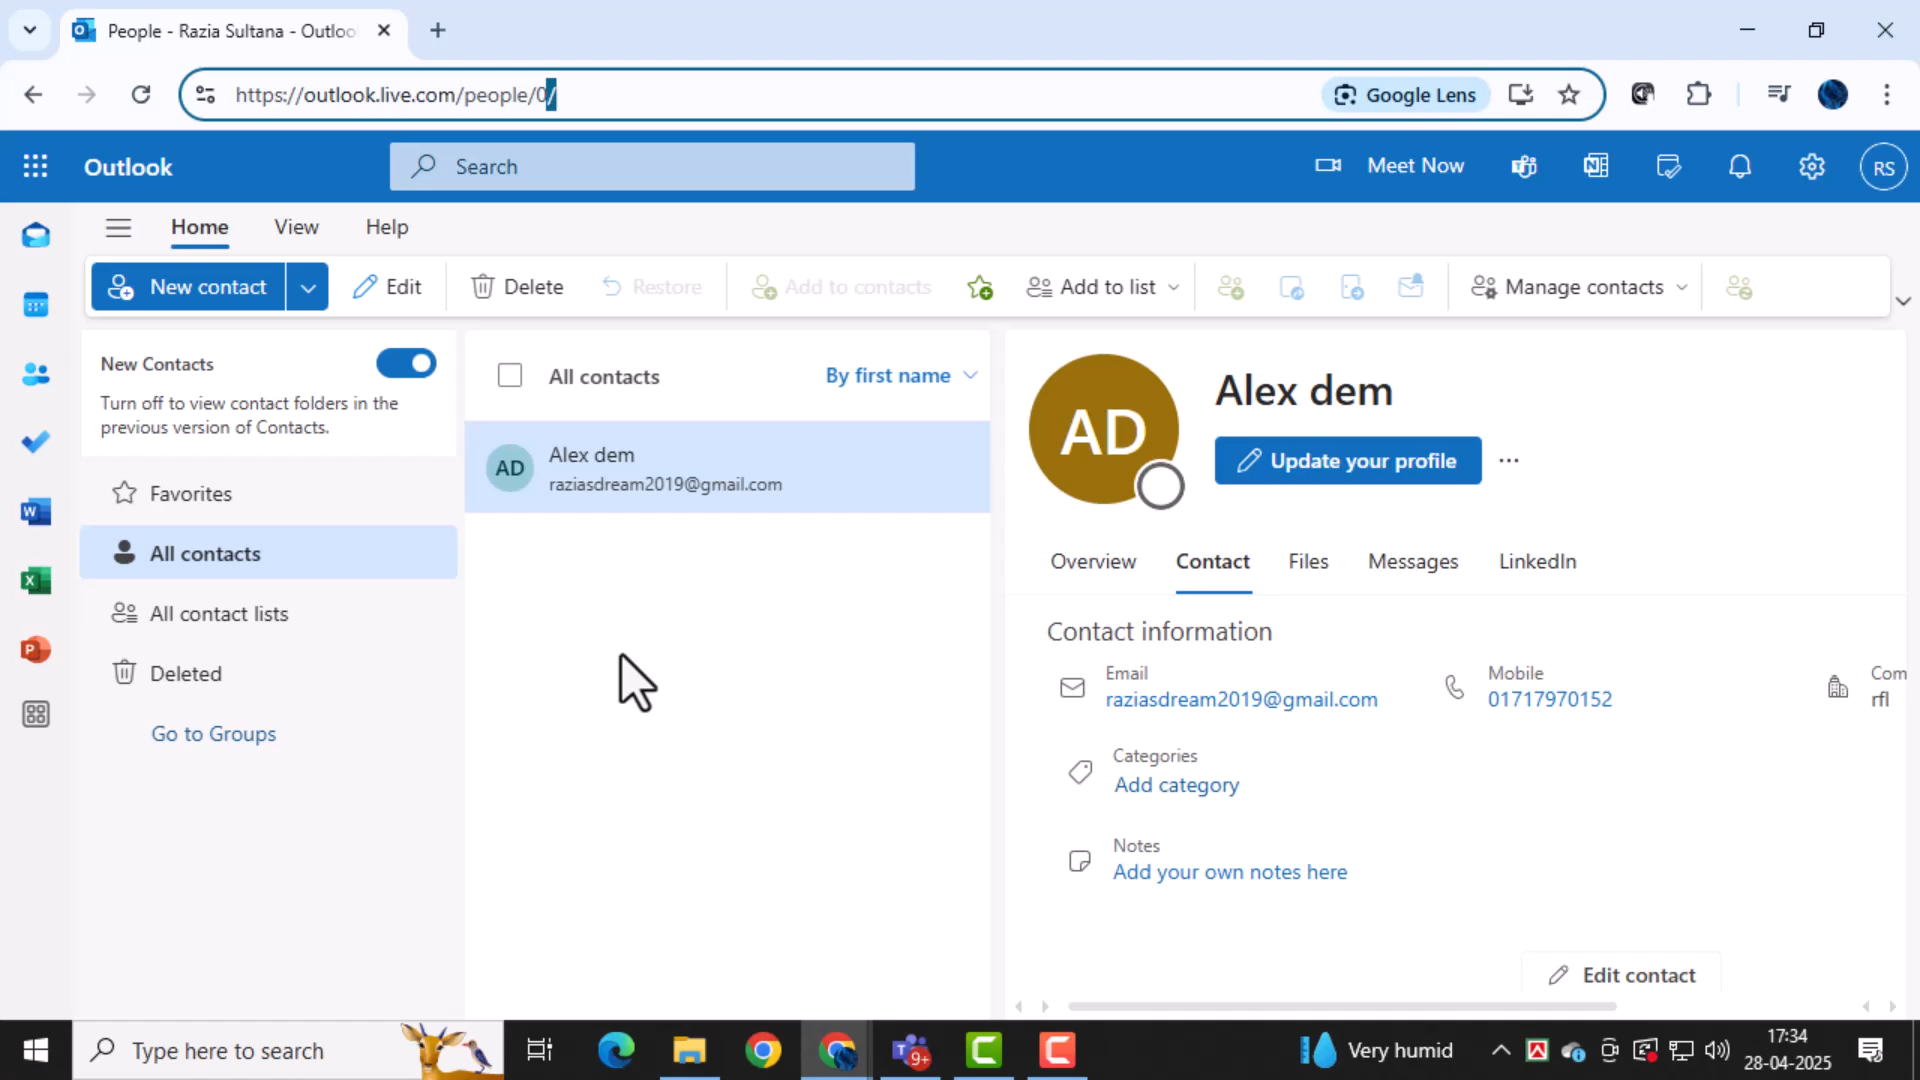 People - Razia Sultana - Outloo
https://outlook.live.com/people/0/
Google Lens
Outlook
Search
Meet Now
RS
Home View Help
New contact
Edit
Delete
Restore
Add to contacts
Add to list
Manage contacts
New Contacts
Turn off to view contact folders in the
previous version of Contacts.
Favorites
All contacts
All contact lists
Deleted
Go to Groups
All contacts
By first name
AD
Alex dem
raziasdream2019@gmail.com
AD
Alex dem
Update your profile
Overview Contact Files Messages LinkedIn
Contact information
Email
raziasdream2019@gmail.com
Mobile
01717970152
Com
rfl
Categories
Add category
Notes
Add your own notes here
Edit contact
Type here to search
9+
Very humid
17:34
28-04-2025